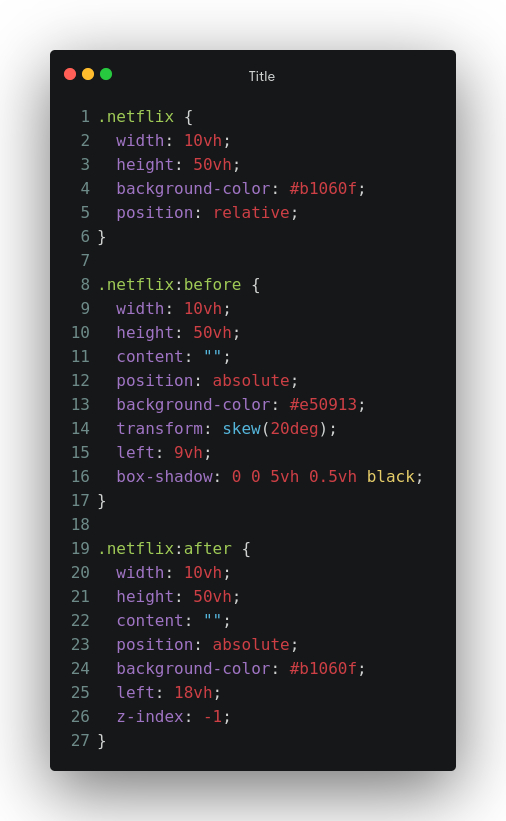 Title
1 .netflix {
2   width: 10vh;
3   height: 50vh;
4   background-color: #b1060f;
5   position: relative;
6 }
7
8 .netflix:before {
9   width: 10vh;
10   height: 50vh;
11   content: "";
12   position: absolute;
13   background-color: #e50913;
14   transform: skew(20deg);
15   left: 9vh;
16   box-shadow: 0 0 5vh 0.5vh black;
17 }
18
19 .netflix:after {
20   width: 10vh;
21   height: 50vh;
22   content: "";
23   position: absolute;
24   background-color: #b1060f;
25   left: 18vh;
26   z-index: -1;
27 }